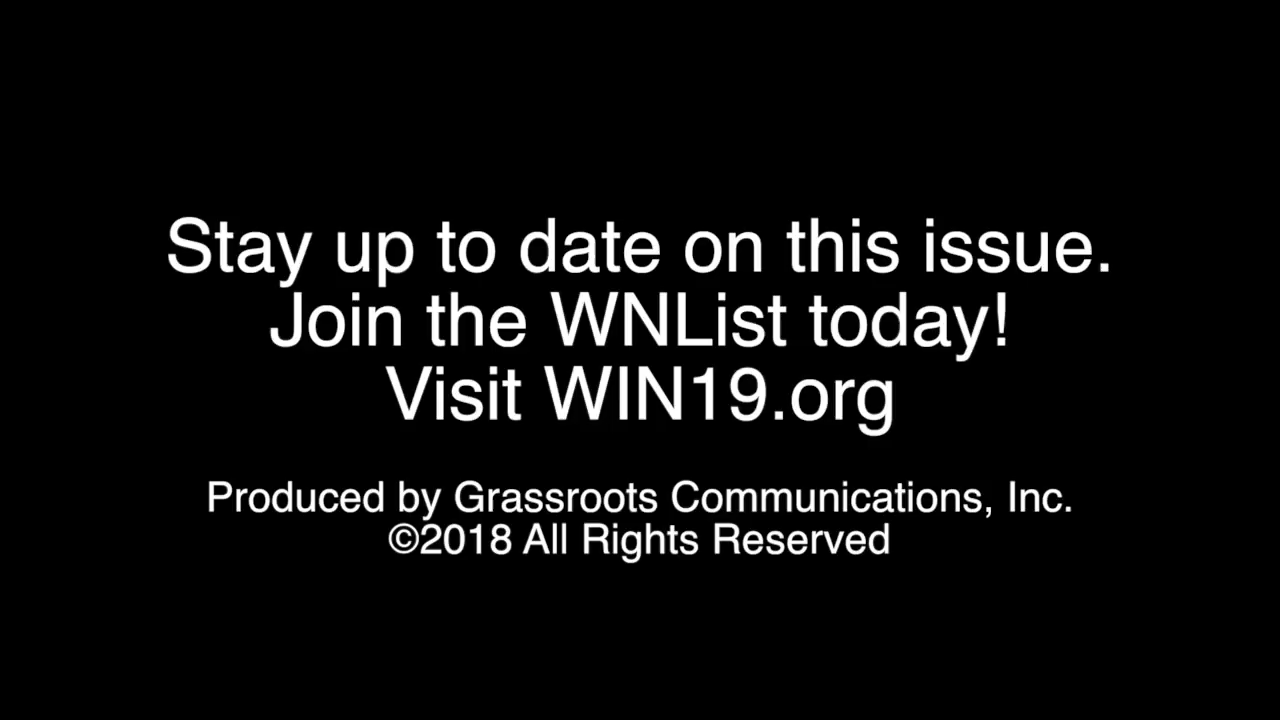 Stay up to date on this issue.
Join the WNList today!
Visit WIN19.org
Produced by Grassroots Communications, Inc.
©2018 All Rights Reserved